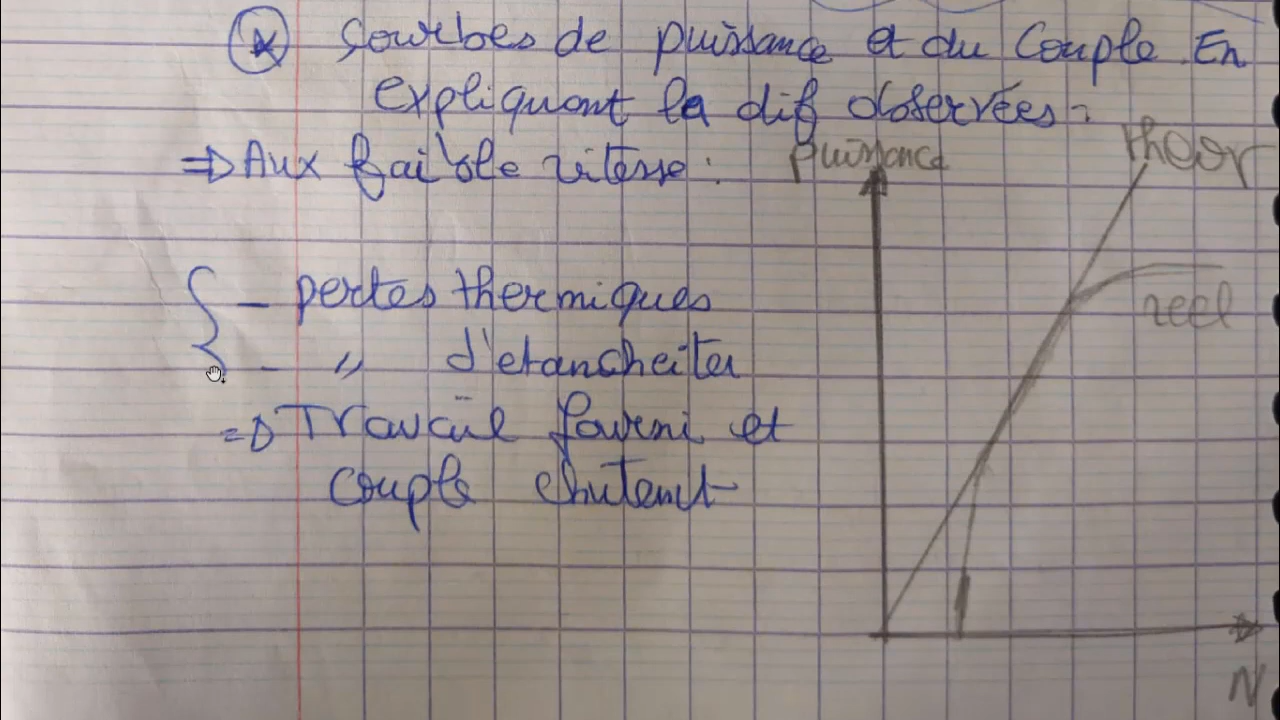 * Courbes de puissance et du Couple. En
expliquant la dif observées :
⇒ Aux faible vitesse :
puissance
theor
- pertes thermiques
reel
- " d'etancheiter
⇒ Travail fourni et
couple chutent
N